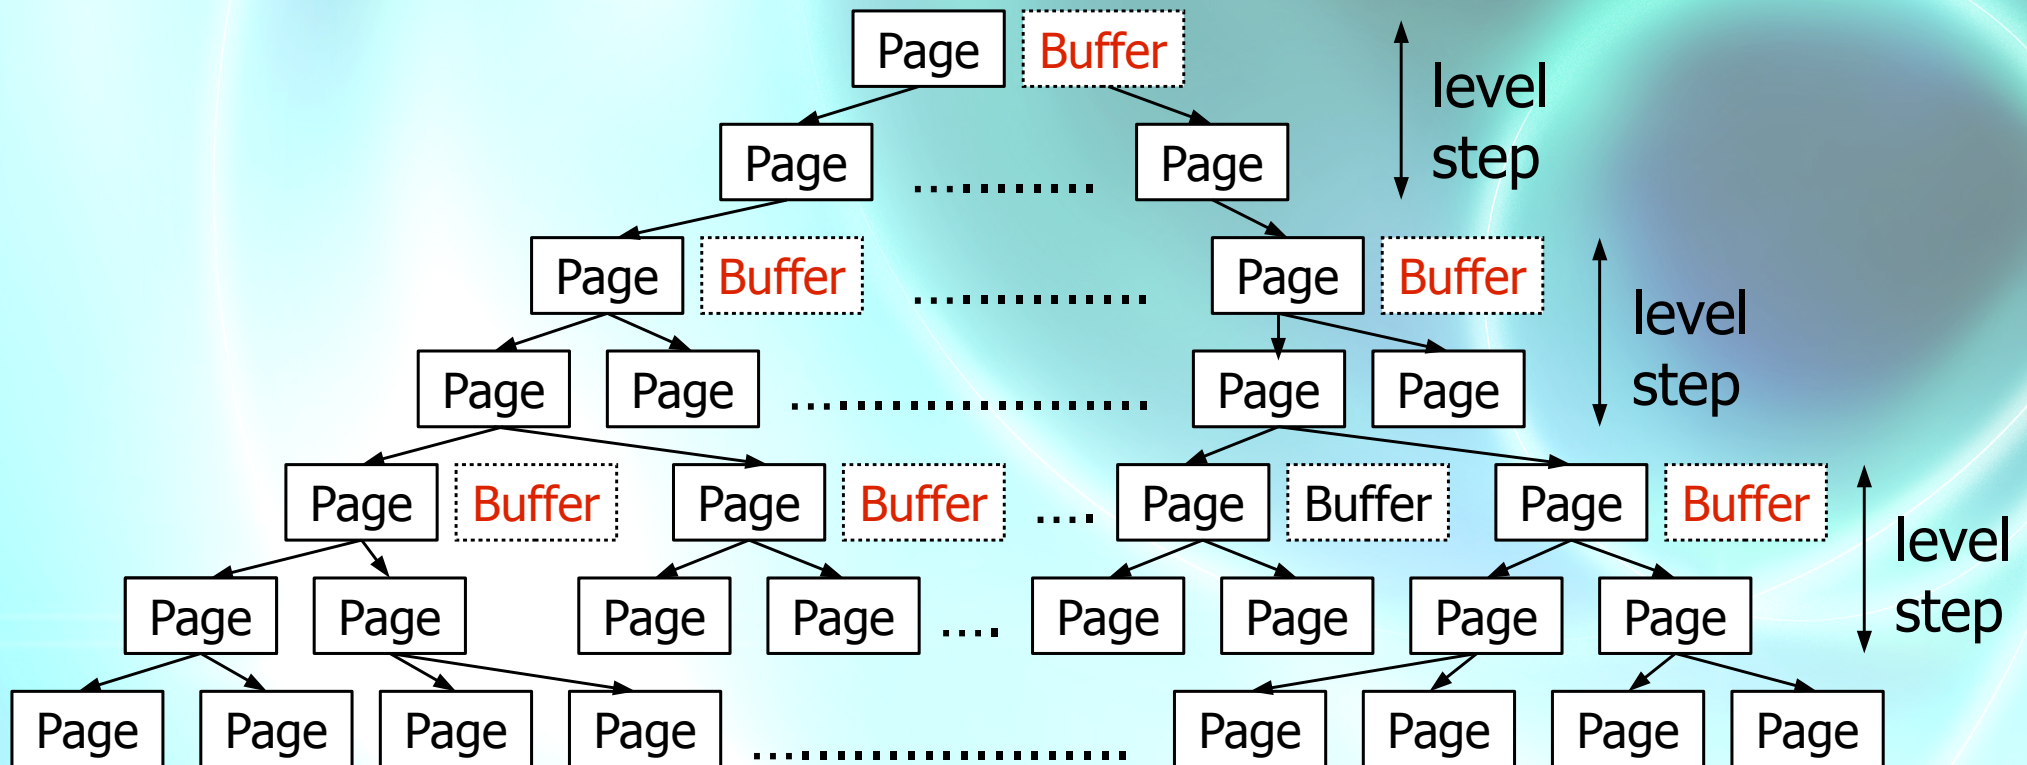 Page Buffer
level
step
Page .......... Page
Page Buffer ............. Page Buffer
level
step
Page Page .................... Page Page
Page Buffer Page Buffer .... Page Buffer Page Buffer
level
step
Page Page Page Page .... Page Page Page Page
Page Page Page Page ..................... Page Page Page Page